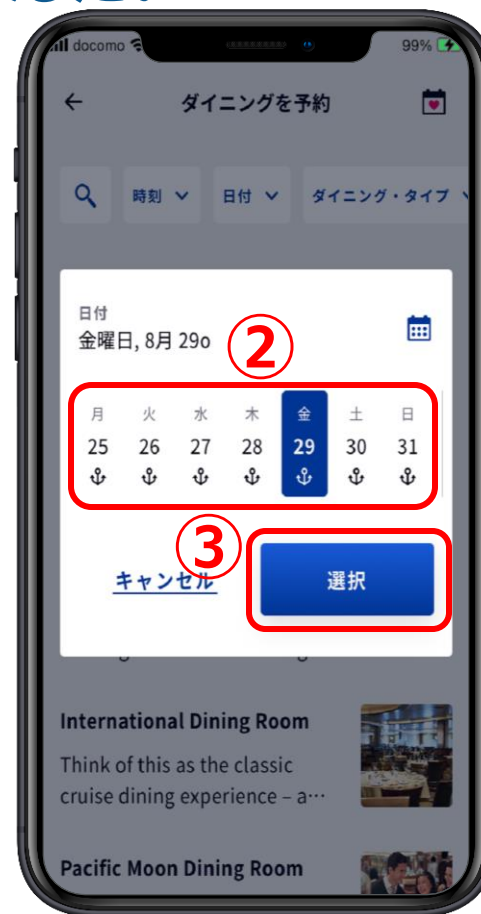 docomo 99%
ダイニングを予約
時刻 日付 ダイニング・タイプ
日付
金曜日, 8月 29o
②
月 火 水 木 金 土 日
25 26 27 28 29 30 31
③
キャンセル 選択
International Dining Room
Think of this as the classic
cruise dining experience – a…
Pacific Moon Dining Room